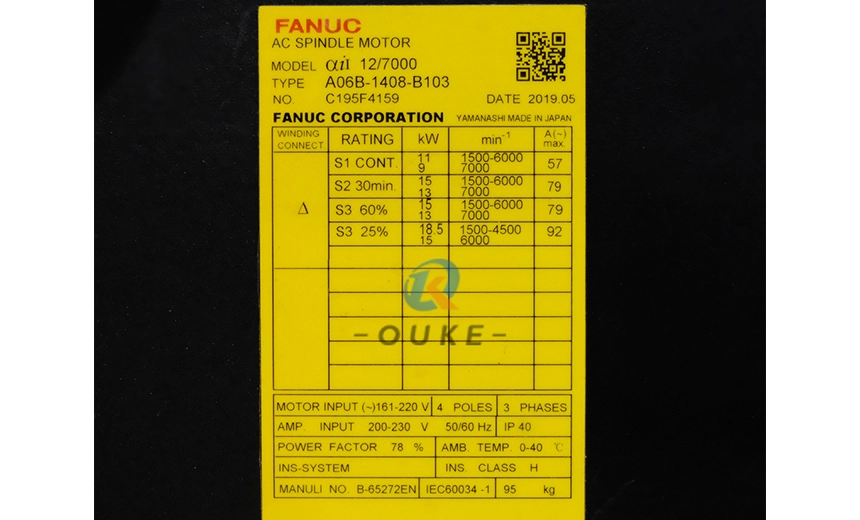 FANUC
AC SPINDLE MOTOR
MODEL αiI 12/7000
TYPE A06B-1408-B103
NO. C195F4159 DATE 2019.05
FANUC CORPORATION YAMANASHI MADE IN JAPAN
WINDING CONNECT RATING kW min⁻¹ A(~) max.
Δ
S1 CONT. 11 1500-6000 57
9 7000
S2 30min. 15 1500-6000 79
13 7000
S3 60% 15 1500-6000 79
13 7000
S3 25% 18.5 1500-4500 92
15 6000
OUKE
MOTOR INPUT (~)161-220 V 4 POLES 3 PHASES
AMP. INPUT 200-230 V 50/60 Hz IP 40
POWER FACTOR 78 % AMB. TEMP. 0-40 ℃
INS-SYSTEM INS. CLASS H
MANULI NO. B-65272EN IEC60034 -1 95 kg